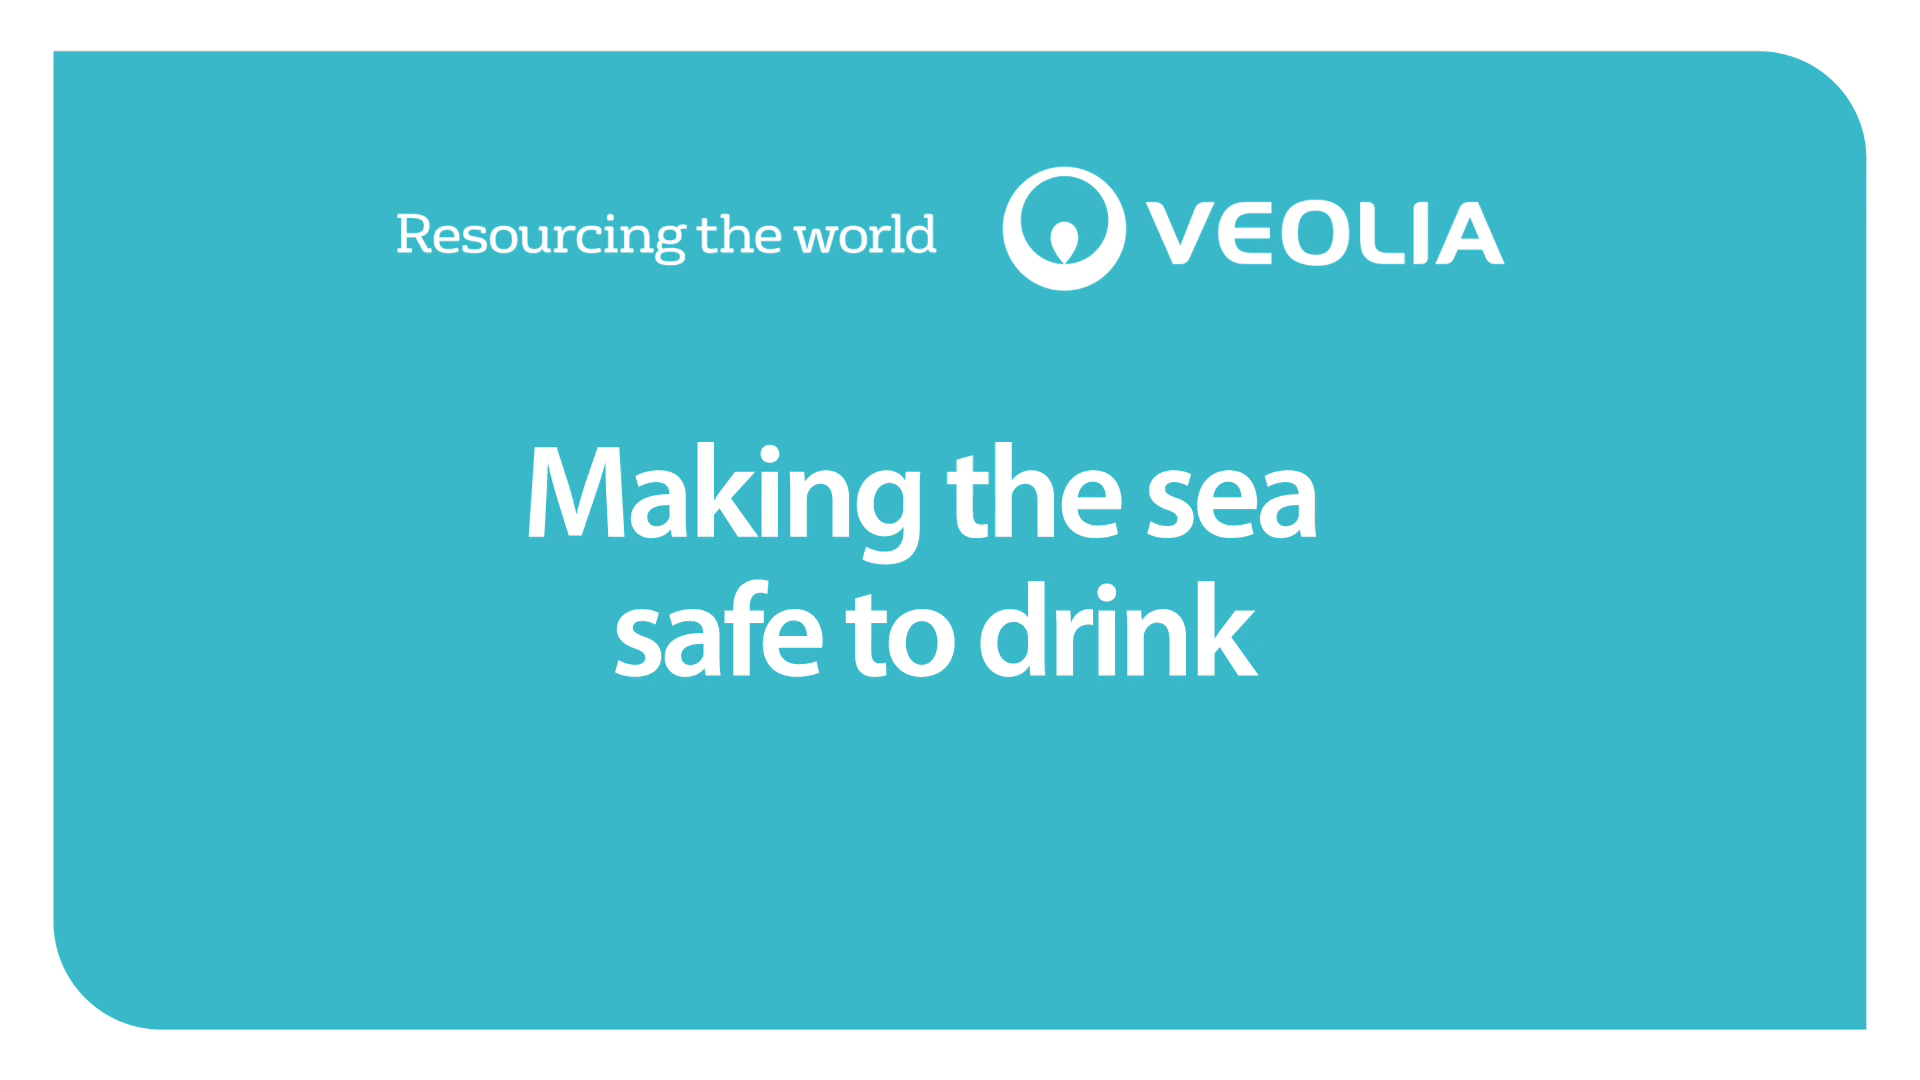 Resourcing the world VEOLIA
Making the sea
safe to drink